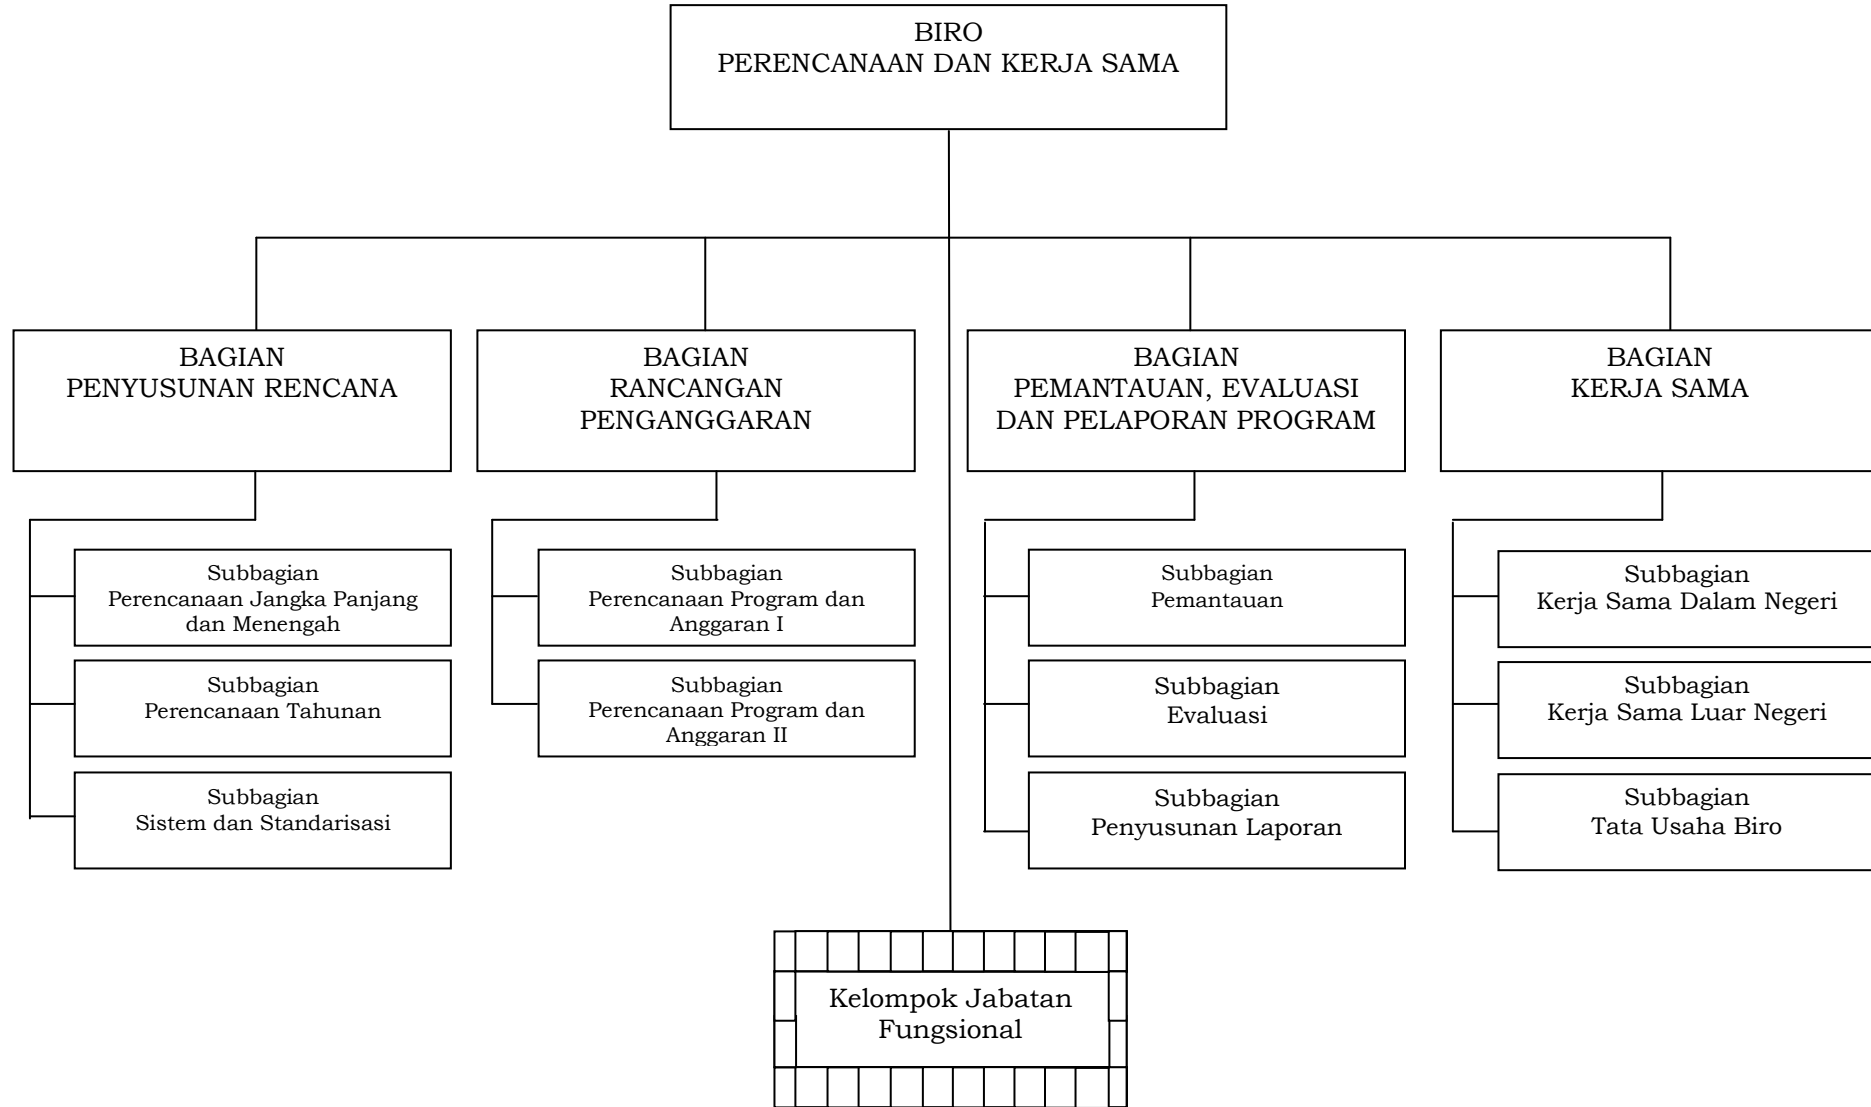 BIRO
PERENCANAAN DAN KERJA SAMA
BAGIAN
PENYUSUNAN RENCANA
BAGIAN
RANCANGAN
PENGANGGARAN
BAGIAN
PEMANTAUAN, EVALUASI
DAN PELAPORAN PROGRAM
BAGIAN
KERJA SAMA
Subbagian
Perencanaan Jangka Panjang
dan Menengah
Subbagian
Perencanaan Tahunan
Subbagian
Sistem dan Standarisasi
Subbagian
Perencanaan Program dan
Anggaran I
Subbagian
Perencanaan Program dan
Anggaran II
Subbagian
Pemantauan
Subbagian
Evaluasi
Subbagian
Penyusunan Laporan
Subbagian
Kerja Sama Dalam Negeri
Subbagian
Kerja Sama Luar Negeri
Subbagian
Tata Usaha Biro
Kelompok Jabatan
Fungsional